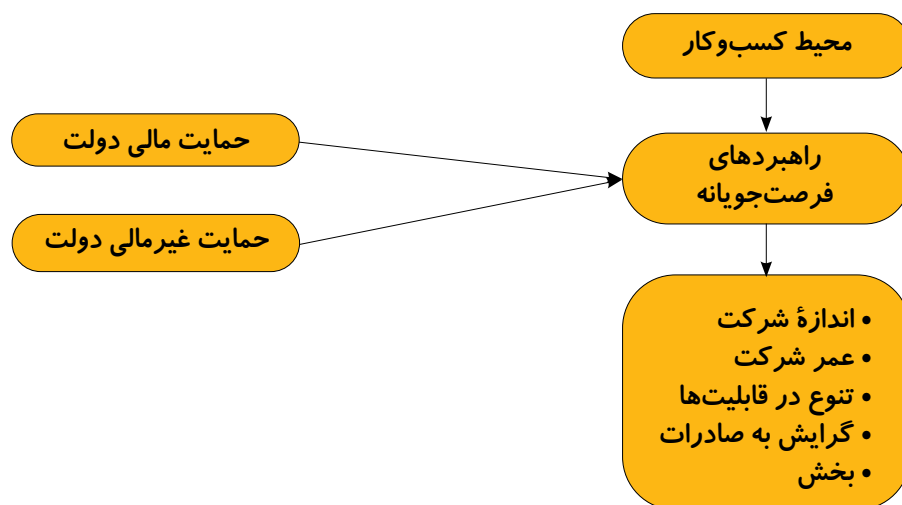 محیط کسب‌وکار
حمایت مالی دولت
راهبردهای
فرصت‌جویانه
حمایت غیرمالی دولت
• اندازهٔ شرکت
• عمر شرکت
• تنوع در قابلیت‌ها
• گرایش به صادرات
• بخش